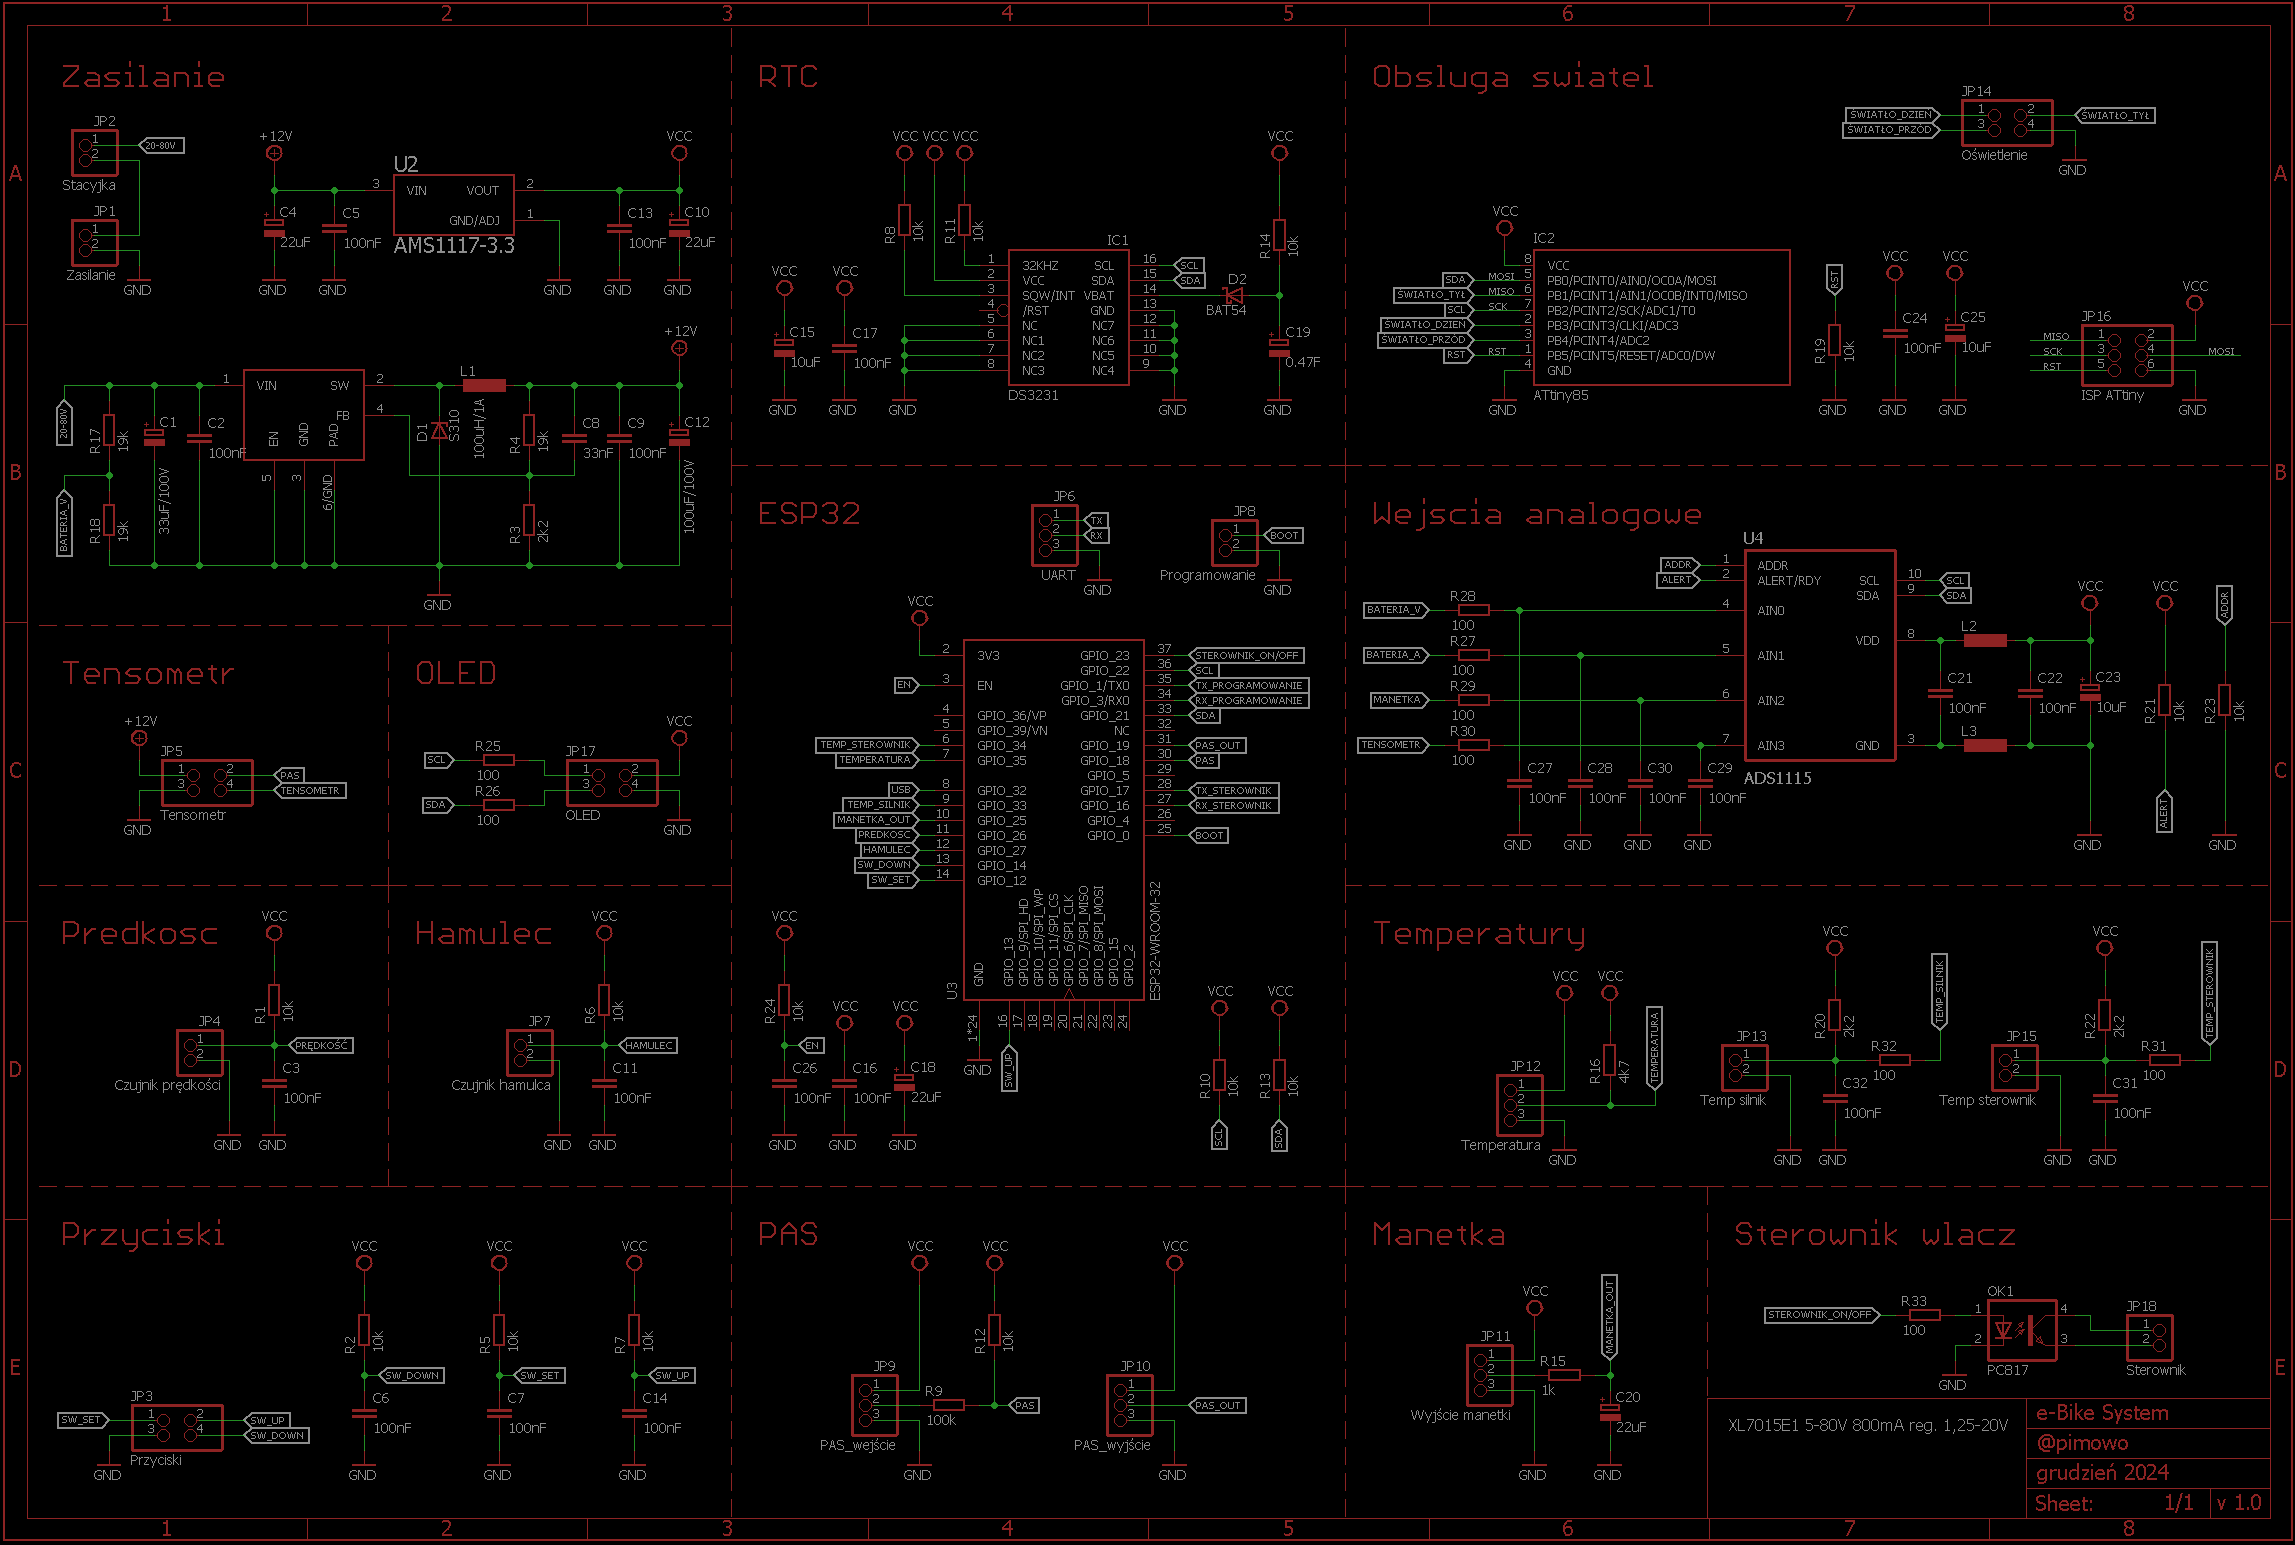 1 2 3 4 5 6 7 8
A
B
C
D
E
Zasilanie
JP2
1
2
20-80V
Stacyjka
JP1
1
2
Zasilanie
GND
+12V
C4
22uF
GND
C5
100nF
GND
U2
3 VIN
VOUT 2
GND/ADJ 1
AMS1117-3.3
GND
C13
100nF
GND
VCC
C10
22uF
GND
20-80V
BATERIA_V
R17
19k
R18
19k
C1
33uF/100V
C2
100nF
1 VIN
SW 2
FB 4
EN 5
GND 3
PAD 6/GND
D1
S310
L1
100uH/1A
R4
19k
R3
2k2
C8
33nF
C9
100nF
+12V
C12
100uF/100V
GND
RTC
VCC VCC VCC
R8
10k
R11
10k
VCC
C15
10uF
GND
VCC
C17
100nF
GND
GND
IC1
1 32KHZ
2 VCC
3 SQW/INT
4 /RST
5 NC
6 NC1
7 NC2
8 NC3
SCL 16 SCL
SDA 15 SDA
VBAT 14
GND 13
NC7 12
NC6 11
NC5 10
NC4 9
DS3231
GND
D2
BAT54
VCC
R14
10k
C19
0.47F
GND
Obsluga swiatel
JP14
ŚWIATŁO_DZIEŃ 1 2 ŚWIATŁO_TYŁ
ŚWIATŁO_PRZÓD 3 4
Oświetlenie
GND
VCC
IC2
8 VCC
SDA MOSI 5 PB0/PCINT0/AIN0/OC0A/MOSI
ŚWIATŁO_TYŁ MISO 6 PB1/PCINT1/AIN1/OC0B/INT0/MISO
SCL SCK 7 PB2/PCINT2/SCK/ADC1/T0
ŚWIATŁO_DZIEŃ 2 PB3/PCINT3/CLKI/ADC3
ŚWIATŁO_PRZÓD 3 PB4/PCINT4/ADC2
RST RST 1 PB5/PCINT5/RESET/ADC0/DW
4 GND
GND
ATtiny85
RST
R19
10k
GND
VCC
C24
100nF
GND
VCC
C25
10uF
GND
VCC
JP16
MISO 1 2
SCK 3 4 MOSI
RST 5 6
ISP ATtiny
GND
ESP32
JP6
1 TX
2 RX
3
UART
GND
JP8
1 BOOT
2
Programowanie
GND
VCC
2 3V3
EN 3 EN
4 GPIO_36/VP
5 GPIO_39/VN
TEMP_STEROWNIK 6 GPIO_34
TEMPERATURA 7 GPIO_35
USB 8 GPIO_32
TEMP_SILNIK 9 GPIO_33
MANETKA_OUT 10 GPIO_25
PREDKOSC 11 GPIO_26
HAMULEC 12 GPIO_27
SW_DOWN 13 GPIO_14
SW_SET 14 GPIO_12
GPIO_23 37 STEROWNIK_ON/OFF
GPIO_22 36 SCL
GPIO_1/TX0 35 TX_PROGRAMOWANIE
GPIO_3/RX0 34 RX_PROGRAMOWANIE
GPIO_21 33 SDA
NC 32
GPIO_19 31 PAS_OUT
GPIO_18 30 PAS
GPIO_5 29
GPIO_17 28 TX_STEROWNIK
GPIO_16 27 RX_STEROWNIK
GPIO_4 26
GPIO_0 25 BOOT
GND 1*24
GPIO_13 16
GPIO_9/SPI_HD 17
GPIO_10/SPI_WP 18
GPIO_11/SPI_CS 19
GPIO_6/SPI_CLK 20
GPIO_7/SPI_MISO 21
GPIO_8/SPI_MOSI 22
GPIO_15 23
GPIO_2 24
U3
ESP32-WROOM-32
GND
SW_UP
VCC
R24
10k
EN
C26
100nF
GND
VCC
C16
100nF
GND
VCC
C18
22uF
GND
VCC
R10
10k
SCL
VCC
R13
10k
SDA
Wejscia analogowe
U4
ADDR 1 ADDR
ALERT 2 ALERT/RDY
4 AIN0
5 AIN1
6 AIN2
7 AIN3
SCL 10 SCL
SDA 9 SDA
VDD 8
GND 3
ADS1115
BATERIA_V R28
100
BATERIA_A R27
100
MANETKA R29
100
TENSOMETR R30
100
C27
100nF
GND
C28
100nF
GND
C30
100nF
GND
C29
100nF
GND
L2
L3
C21
100nF
C22
100nF
VCC
C23
10uF
GND
VCC
R21
10k
ALERT
ADDR
R23
10k
GND
Tensometr
+12V
JP5
1 2 PAS
3 4 TENSOMETR
Tensometr
GND
OLED
SCL R25
100
SDA R26
100
JP17
1 2
3 4
OLED
VCC
GND
Predkosc
VCC
R1
10k
JP4
1
2
PRĘDKOŚĆ
Czujnik prędkości
C3
100nF
GND GND
Hamulec
VCC
R6
10k
JP7
1
2
HAMULEC
Czujnik hamulca
C11
100nF
GND GND
Temperatury
VCC
VCC
JP12
1
2
3
Temperatura
R16
4k7
TEMPERATURA
GND
JP13
1
2
Temp silnik
VCC
R20
2k2
R32
100
TEMP_SILNIK
C32
100nF
GND GND
JP15
1
2
Temp sterownik
VCC
R22
2k2
R31
100
TEMP_STEROWNIK
C31
100nF
GND GND
Przyciski
JP3
SW_SET 1 2 SW_UP
3 4 SW_DOWN
Przyciski
GND
VCC
R2
10k
SW_DOWN
C6
100nF
GND
VCC
R5
10k
SW_SET
C7
100nF
GND
VCC
R7
10k
SW_UP
C14
100nF
GND
PAS
VCC
JP9
1
2
3
PAS_wejście
R9
100k
VCC
R12
10k
PAS
GND
VCC
JP10
1
2
3
PAS_OUT
PAS_wyjście
GND
Manetka
VCC
JP11
1
2
3
Wyjście manetki
R15
1k
MANETKA_OUT
C20
22uF
GND GND
Sterownik wlacz
STEROWNIK_ON/OFF R33
100
OK1
1 4
2 3
PC817
GND
JP18
1
2
Sterownik
XL7015E1 5-80V 800mA reg. 1,25-20V
e-Bike System
@pimowo
grudzień 2024
Sheet: 1/1 v 1.0
1 2 3 4 5 6 7 8
A
B
C
D
E